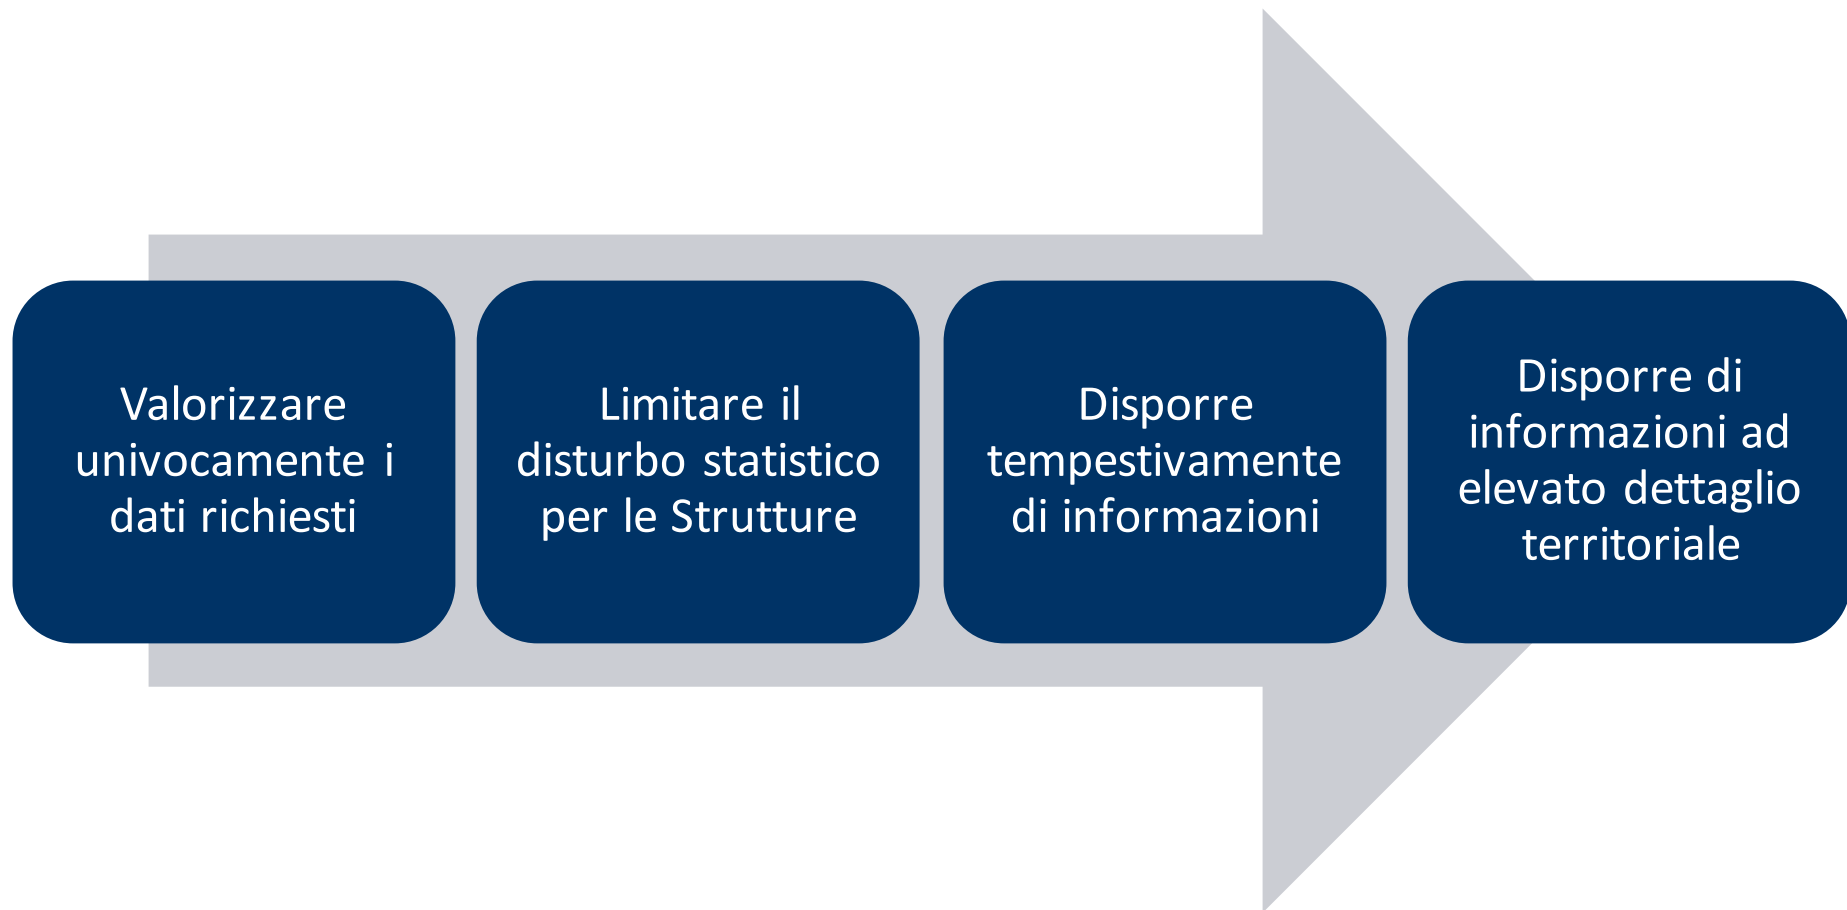 Valorizzare
univocamente i
dati richiesti
Limitare il
disturbo statistico
per le Strutture
Disporre
tempestivamente
di informazioni
Disporre di
informazioni ad
elevato dettaglio
territoriale